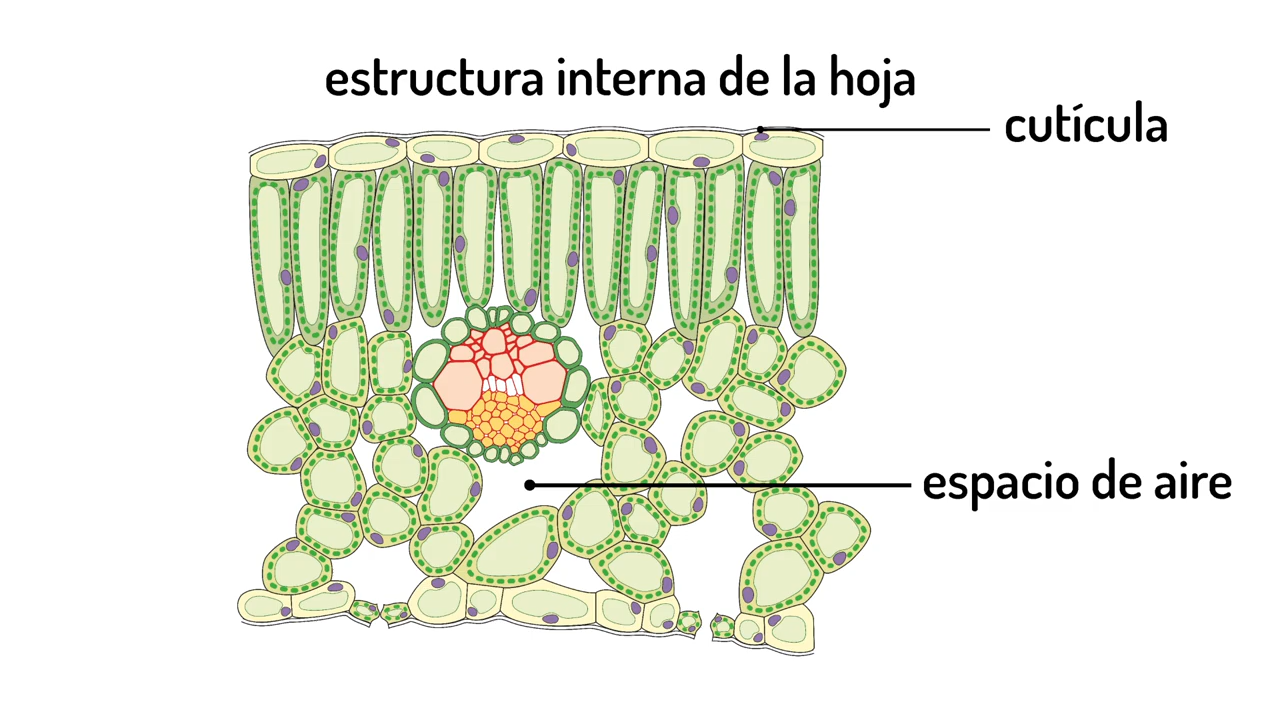 estructura interna de la hoja
cutícula
espacio de aire